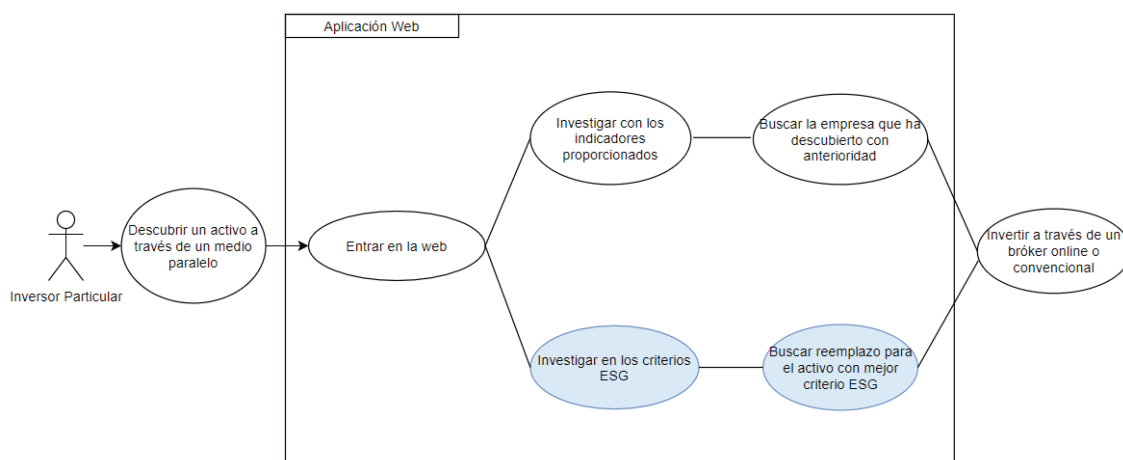 Aplicación Web
Investigar con los
indicadores
proporcionados
Buscar la empresa que ha
descubierto con
anterioridad
Descubrir un activo a
través de un medio
paralelo
Entrar en la web
Invertir a través de un
bróker online o
convencional
Inversor Particular
Investigar en los criterios
ESG
Buscar reemplazo para
el activo con mejor
criterio ESG